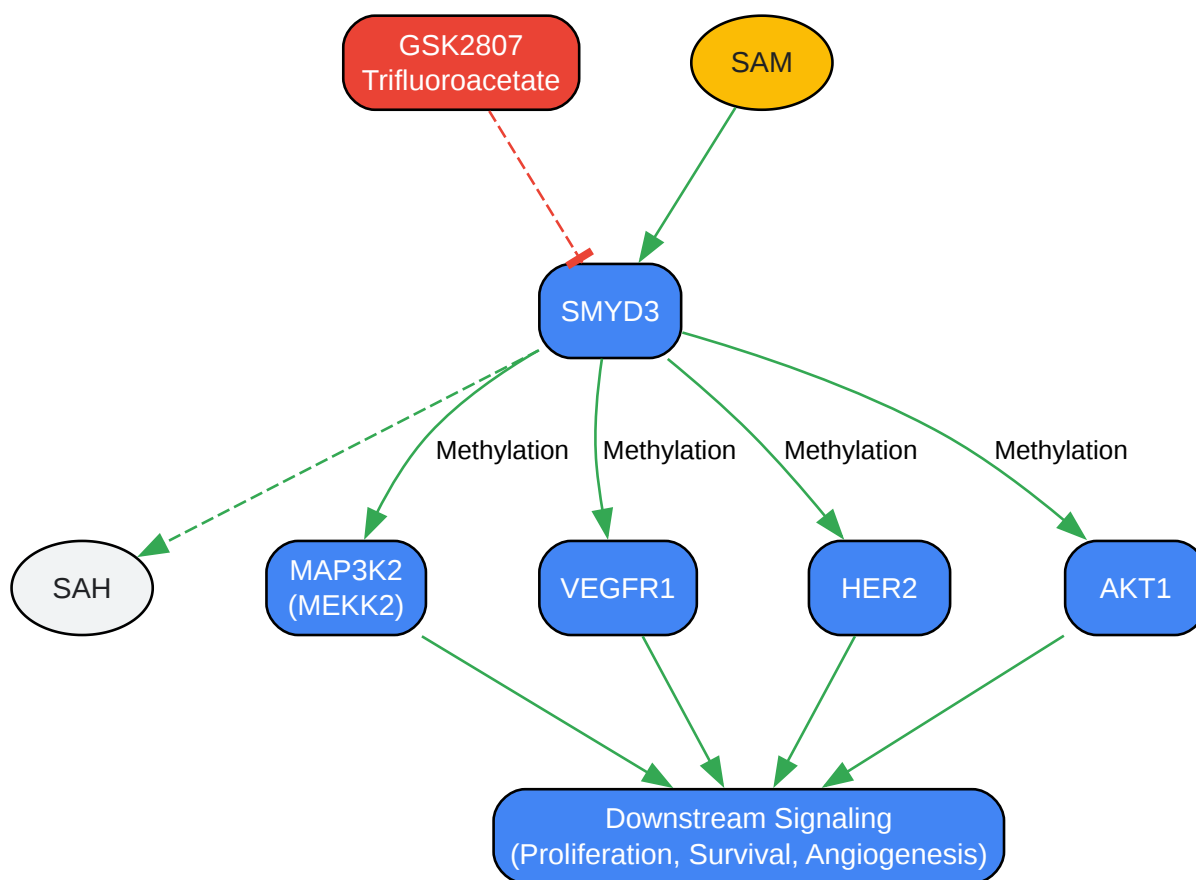 GSK2807
Trifluoroacetate
SAM
SMYD3
Methylation
Methylation
Methylation
Methylation
SAH
MAP3K2
(MEKK2)
VEGFR1
HER2
AKT1
Downstream Signaling
(Proliferation, Survival, Angiogenesis)